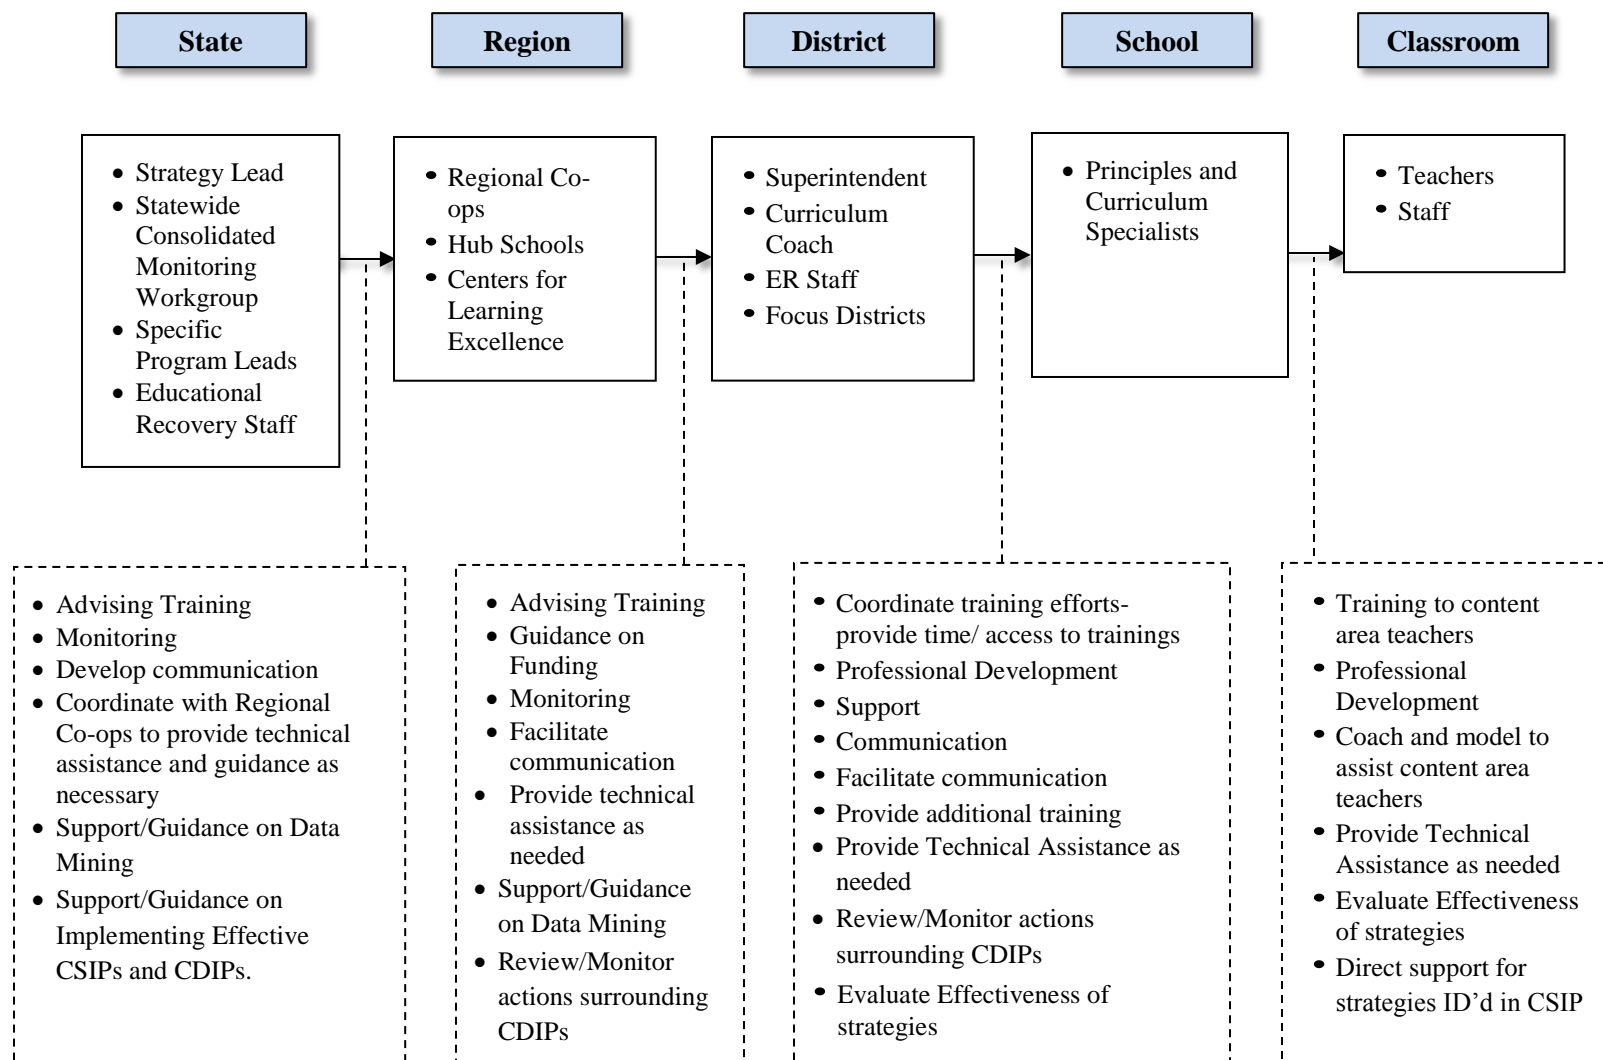 State
Region
District
School
Classroom
• Strategy Lead
• Statewide
Consolidated
Monitoring
Workgroup
• Specific
Program Leads
• Educational
Recovery Staff
• Regional Co-
ops
• Hub Schools
• Centers for
Learning
Excellence
• Superintendent
• Curriculum
Coach
• ER Staff
• Focus Districts
• Principles and
Curriculum
Specialists
• Teachers
• Staff
• Advising Training
• Monitoring
• Develop communication
• Coordinate with Regional
Co-ops to provide technical
assistance and guidance as
necessary
• Support/Guidance on Data
Mining
• Support/Guidance on
Implementing Effective
CSIPs and CDIPs.
• Advising Training
• Guidance on
Funding
• Monitoring
• Facilitate
communication
• Provide technical
assistance as
needed
• Support/Guidance
on Data Mining
• Review/Monitor
actions surrounding
CDIPs
• Coordinate training efforts-
provide time/ access to trainings
• Professional Development
• Support
• Communication
• Facilitate communication
• Provide additional training
• Provide Technical Assistance as
needed
• Review/Monitor actions
surrounding CDIPs
• Evaluate Effectiveness of
strategies
• Training to content
area teachers
• Professional
Development
• Coach and model to
assist content area
teachers
• Provide Technical
Assistance as needed
• Evaluate Effectiveness
of strategies
• Direct support for
strategies ID’d in CSIP